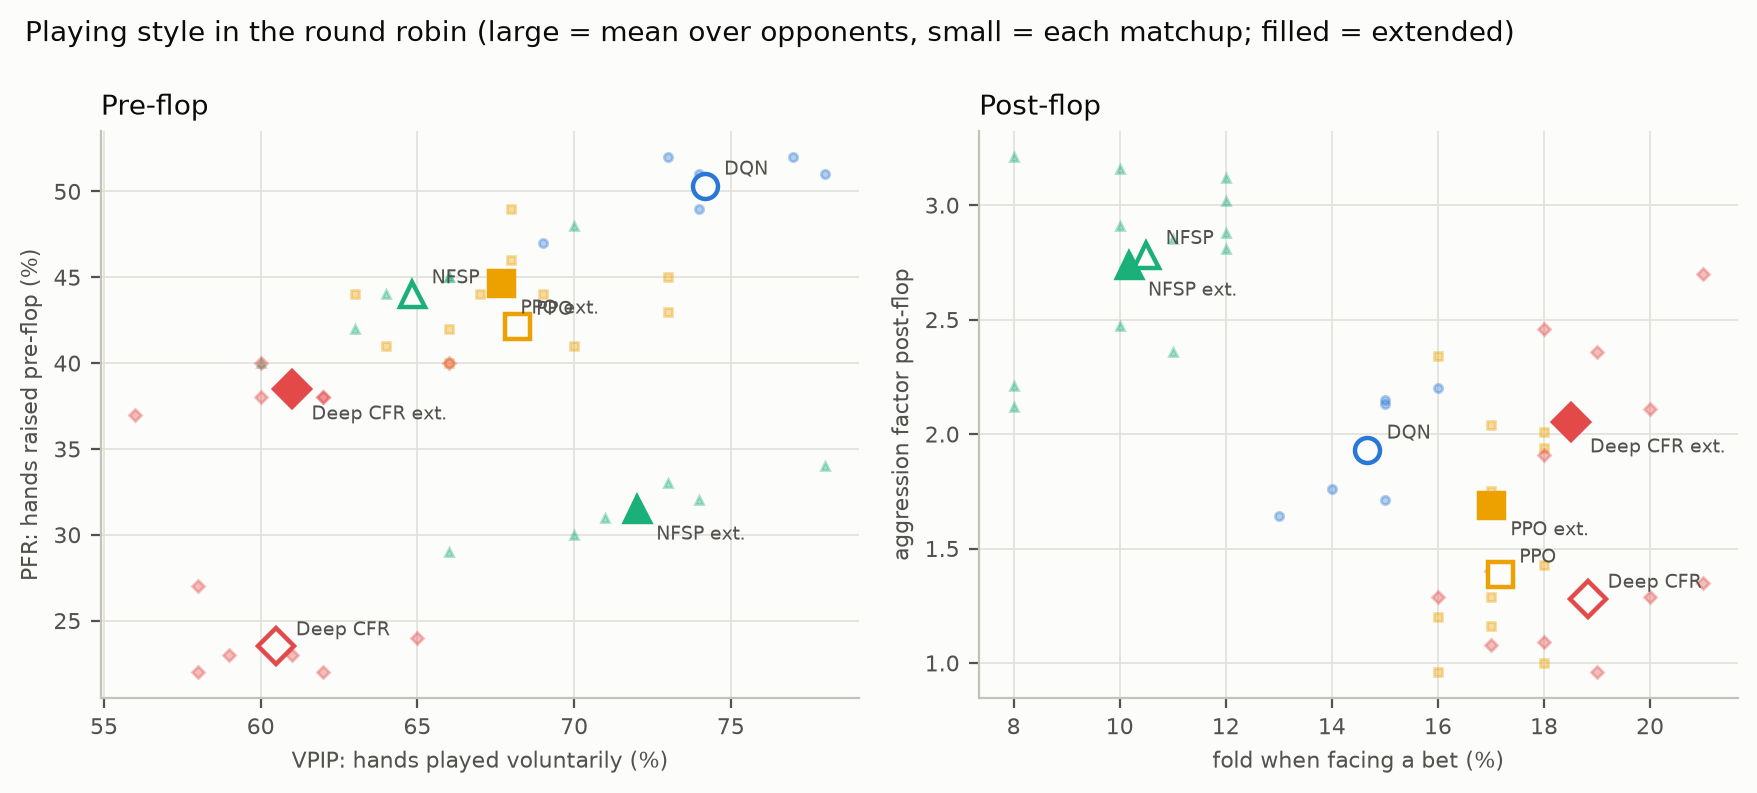 Playing style in the round robin (large = mean over opponents, small = each matchup; filled = extended)
Pre-flop
PFR: hands raised pre-flop (%)
50
45
40
35
30
25
DQN
NFSP
PPO ext.
PPO
Deep CFR ext.
NFSP ext.
Deep CFR
55
60
65
70
75
VPIP: hands played voluntarily (%)
Post-flop
aggression factor post-flop
3.0
2.5
2.0
1.5
1.0
NFSP
NFSP ext.
DQN
Deep CFR ext.
PPO ext.
PPO
Deep CFR
8
10
12
14
16
18
20
fold when facing a bet (%)